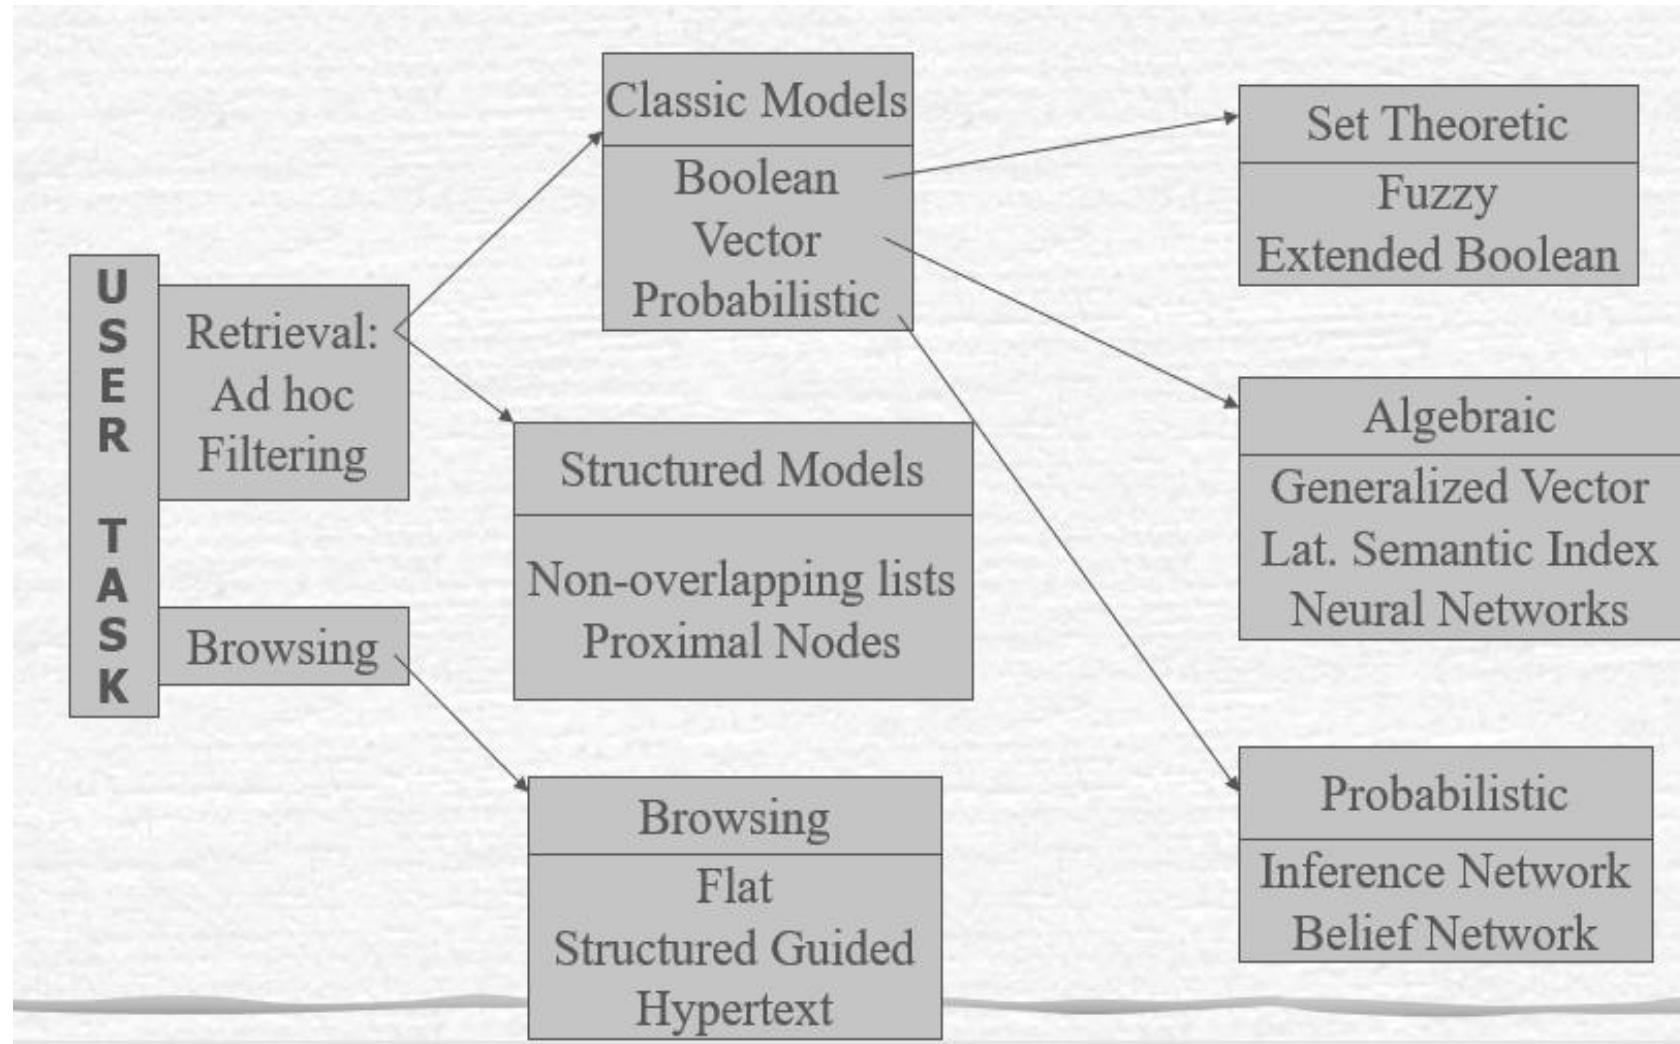 USER TASK
Retrieval:
Ad hoc
Filtering
Browsing
Classic Models
Boolean
Vector
Probabilistic
Structured Models
Non-overlapping lists
Proximal Nodes
Browsing
Flat
Structured Guided
Hypertext
Set Theoretic
Fuzzy
Extended Boolean
Algebraic
Generalized Vector
Lat. Semantic Index
Neural Networks
Probabilistic
Inference Network
Belief Network